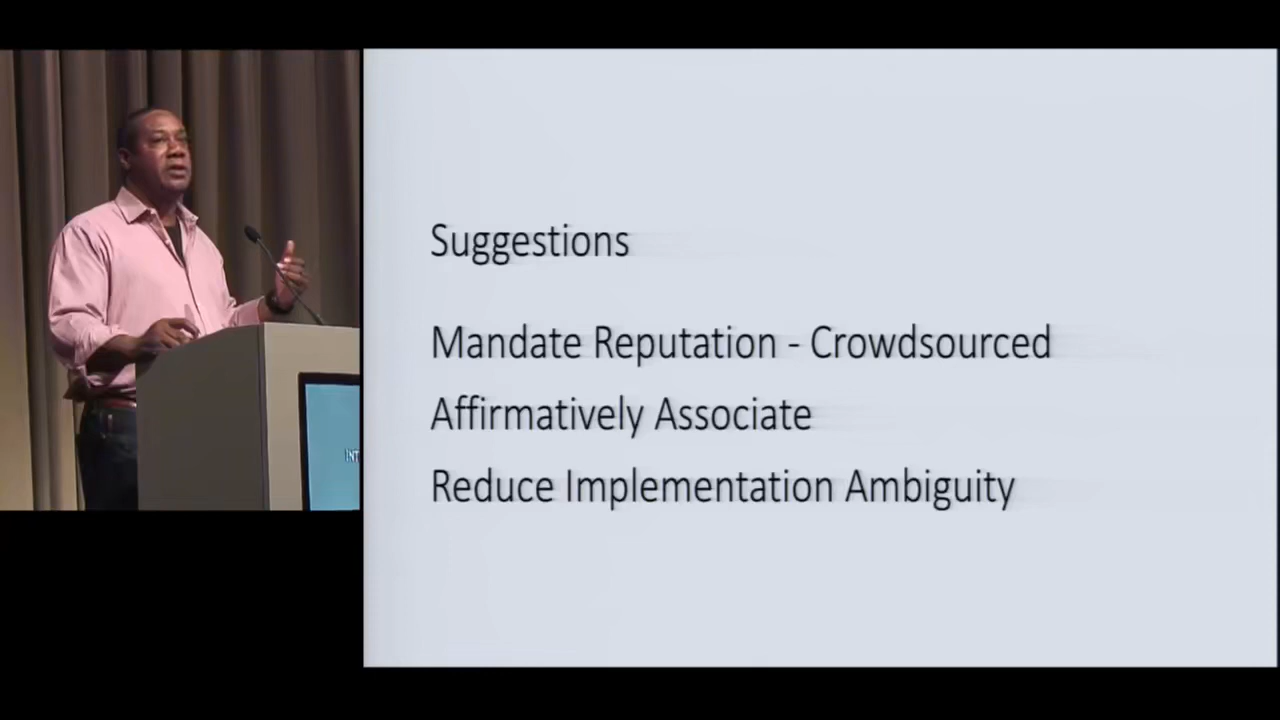 Suggestions
Mandate Reputation - Crowdsourced
Affirmatively Associate
Reduce Implementation Ambiguity